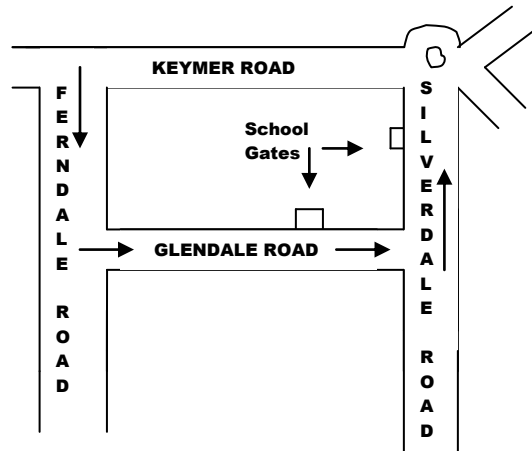 KEYMER ROAD
FERNDALE ROAD
School
Gates
SILVERDALE ROAD
GLENDALE ROAD